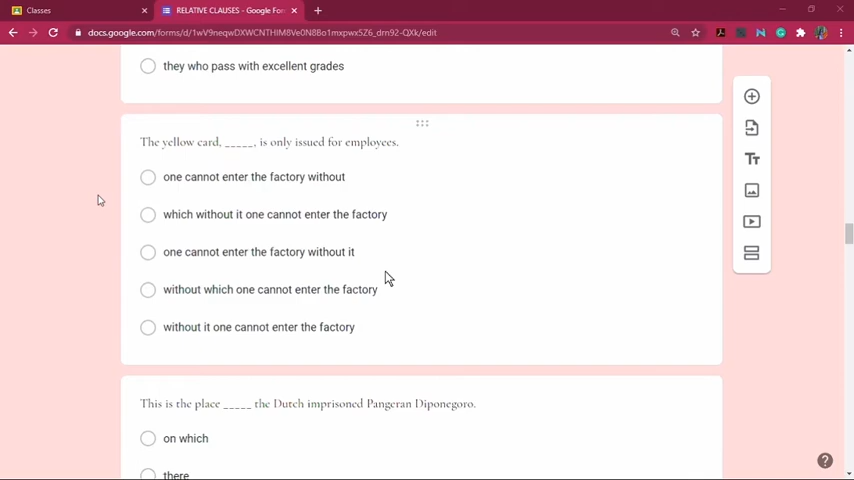 Classes
RELATIVE CLAUSES - Google For
docs.google.com/forms/d/1wV9neqwDXWCNTHIM8Ve0N8Bo1mxpwx5Z6_drn92-QXk/edit
they who pass with excellent grades
The yellow card, _____, is only issued for employees.
one cannot enter the factory without
which without it one cannot enter the factory
one cannot enter the factory without it
without which one cannot enter the factory
without it one cannot enter the factory
This is the place _____ the Dutch imprisoned Pangeran Diponegoro.
on which
there